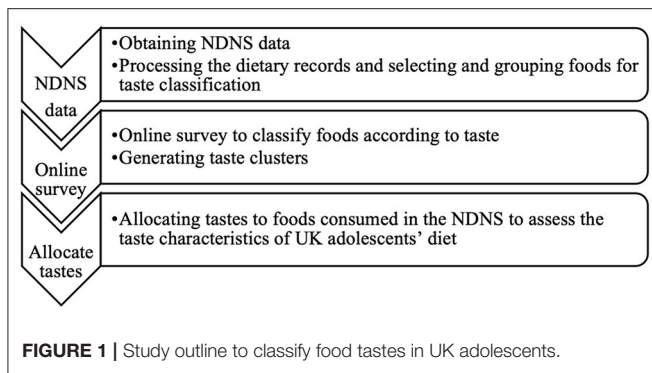 NDNS
data
•Obtaining NDNS data
•Processing the dietary records and selecting and grouping foods for
taste classification
Online
survey
•Online survey to classify foods according to taste
•Generating taste clusters
Allocate
tastes
•Allocating tastes to foods consumed in the NDNS to assess the
taste characteristics of UK adolescents’ diet
FIGURE 1 | Study outline to classify food tastes in UK adolescents.